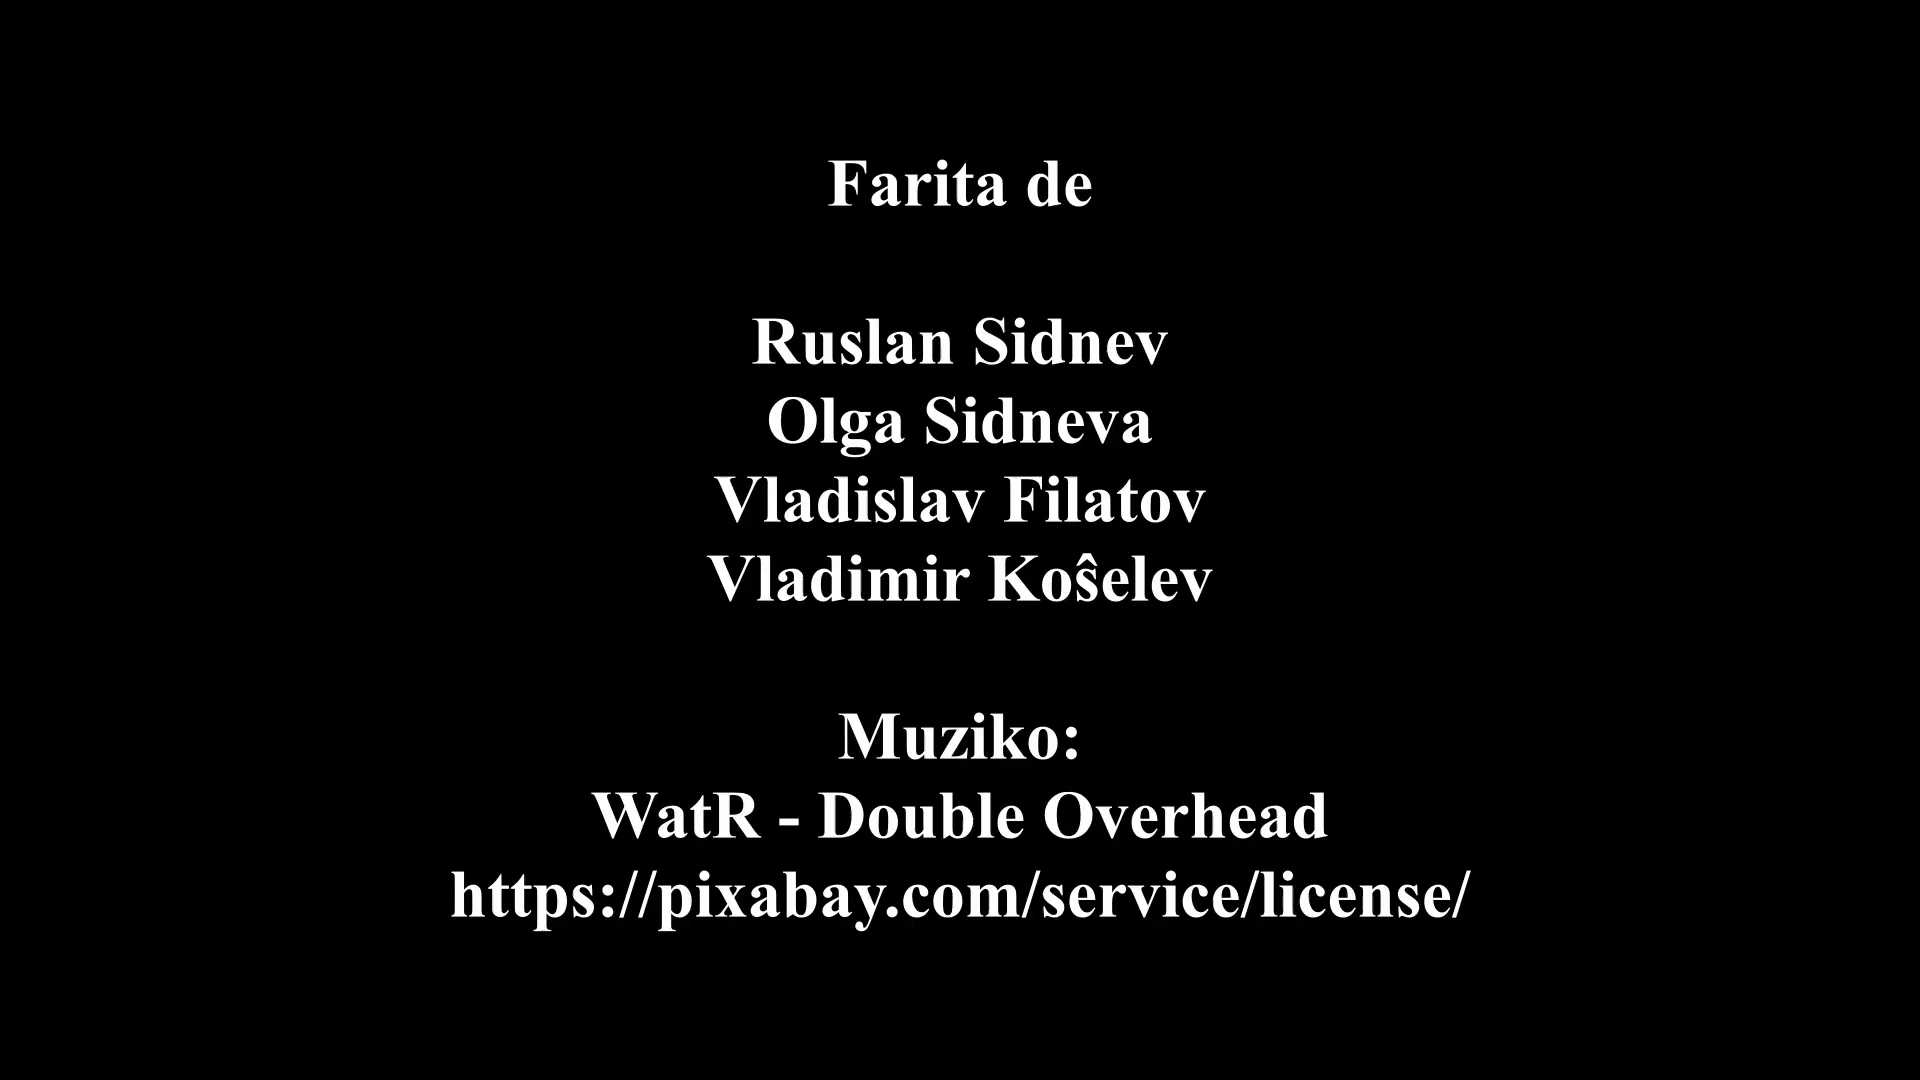 Farita de
Ruslan Sidnev
Olga Sidneva
Vladislav Filatov
Vladimir Koŝelev
Muziko:
WatR - Double Overhead
https://pixabay.com/service/license/